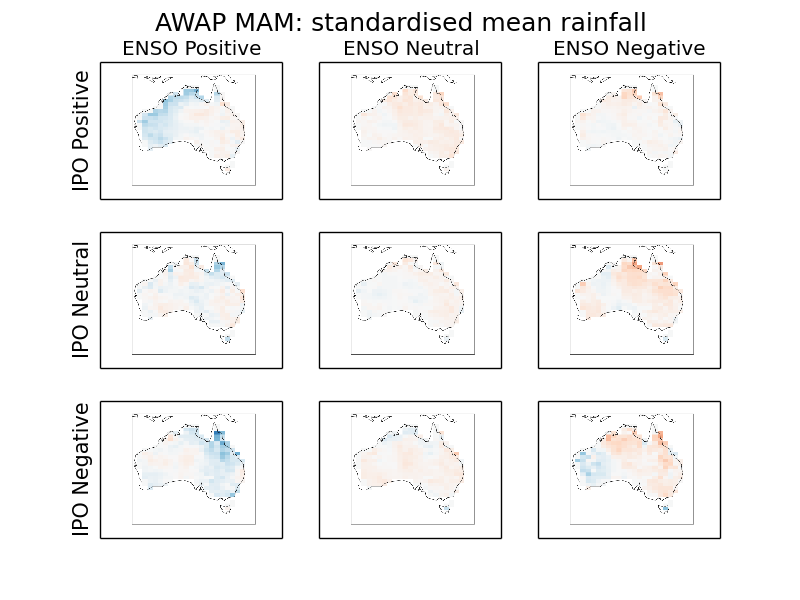 AWAP MAM: standardised mean rainfall
ENSO Positive
ENSO Neutral
ENSO Negative
IPO Positive
IPO Neutral
IPO Negative